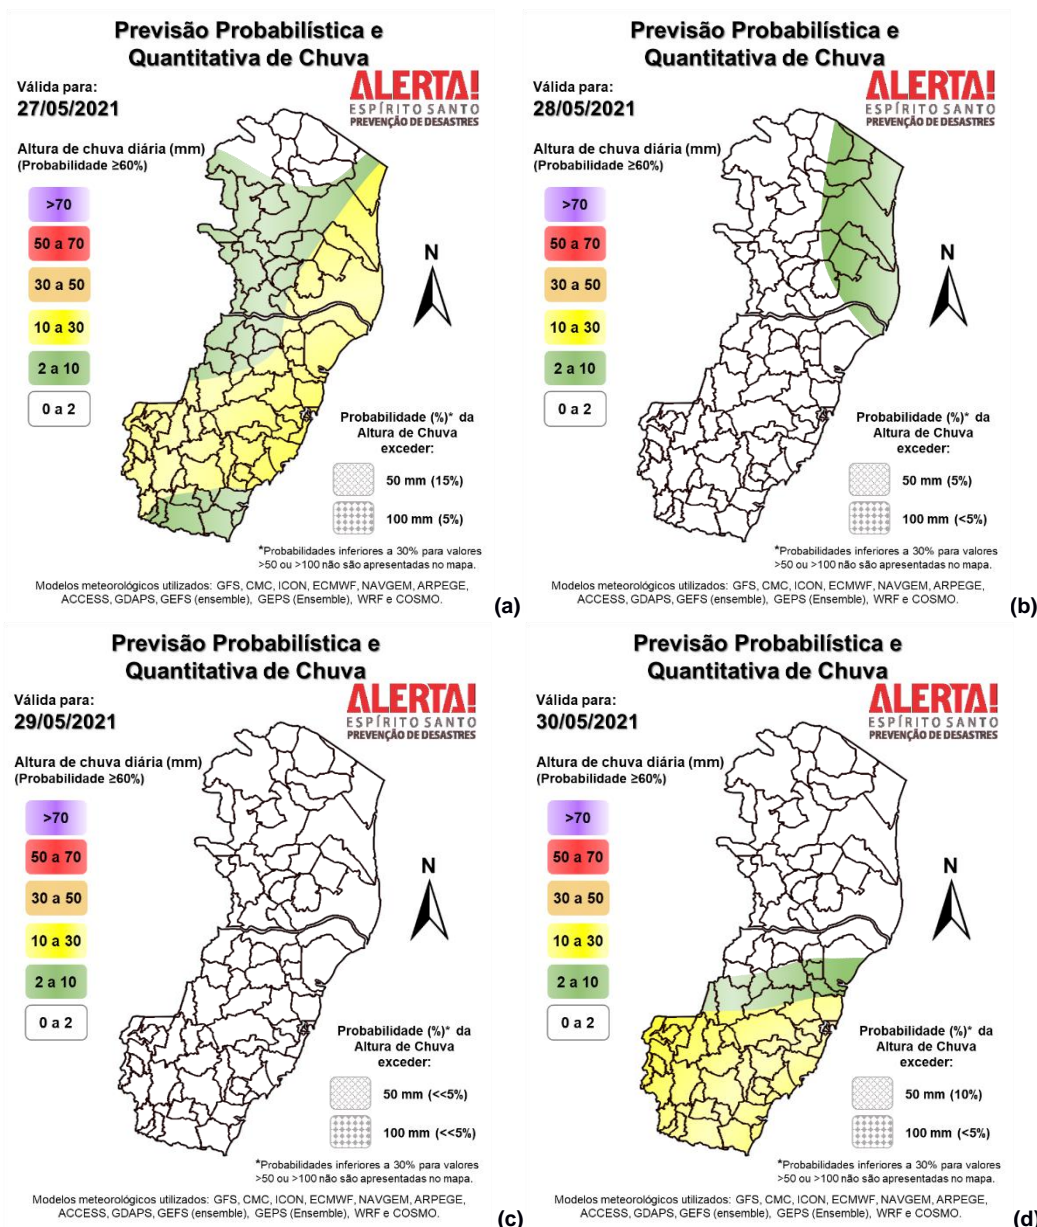 Previsão Probabilística e
Quantitativa de Chuva
Válida para:
27/05/2021
ALERTA!
ESPÍRITO SANTO
PREVENÇÃO DE DESASTRES
Altura de chuva diária (mm)
(Probabilidade ≥60%)
>70
50 a 70
30 a 50
10 a 30
2 a 10
0 a 2
N
Probabilidade (%)* da
Altura de Chuva
exceder:
50 mm (15%)
100 mm (5%)
*Probabilidades inferiores a 30% para valores
>50 ou >100 não são apresentadas no mapa.
Modelos meteorológicos utilizados: GFS, CMC, ICON, ECMWF, NAVGEM, ARPEGE,
ACCESS, GDAPS, GEFS (ensemble), GEPS (Ensemble), WRF e COSMO.
(a)
Previsão Probabilística e
Quantitativa de Chuva
Válida para:
28/05/2021
ALERTA!
ESPÍRITO SANTO
PREVENÇÃO DE DESASTRES
Altura de chuva diária (mm)
(Probabilidade ≥60%)
>70
50 a 70
30 a 50
10 a 30
2 a 10
0 a 2
N
Probabilidade (%)* da
Altura de Chuva
exceder:
50 mm (5%)
100 mm (<5%)
*Probabilidades inferiores a 30% para valores
>50 ou >100 não são apresentadas no mapa.
Modelos meteorológicos utilizados: GFS, CMC, ICON, ECMWF, NAVGEM, ARPEGE,
ACCESS, GDAPS, GEFS (ensemble), GEPS (Ensemble), WRF e COSMO.
(b)
Previsão Probabilística e
Quantitativa de Chuva
Válida para:
29/05/2021
ALERTA!
ESPÍRITO SANTO
PREVENÇÃO DE DESASTRES
Altura de chuva diária (mm)
(Probabilidade ≥60%)
>70
50 a 70
30 a 50
10 a 30
2 a 10
0 a 2
N
Probabilidade (%)* da
Altura de Chuva
exceder:
50 mm (<<5%)
100 mm (<<5%)
*Probabilidades inferiores a 30% para valores
>50 ou >100 não são apresentadas no mapa.
Modelos meteorológicos utilizados: GFS, CMC, ICON, ECMWF, NAVGEM, ARPEGE,
ACCESS, GDAPS, GEFS (ensemble), GEPS (Ensemble), WRF e COSMO.
(c)
Previsão Probabilística e
Quantitativa de Chuva
Válida para:
30/05/2021
ALERTA!
ESPÍRITO SANTO
PREVENÇÃO DE DESASTRES
Altura de chuva diária (mm)
(Probabilidade ≥60%)
>70
50 a 70
30 a 50
10 a 30
2 a 10
0 a 2
N
Probabilidade (%)* da
Altura de Chuva
exceder:
50 mm (10%)
100 mm (<5%)
*Probabilidades inferiores a 30% para valores
>50 ou >100 não são apresentadas no mapa.
Modelos meteorológicos utilizados: GFS, CMC, ICON, ECMWF, NAVGEM, ARPEGE,
ACCESS, GDAPS, GEFS (ensemble), GEPS (Ensemble), WRF e COSMO.
(d)